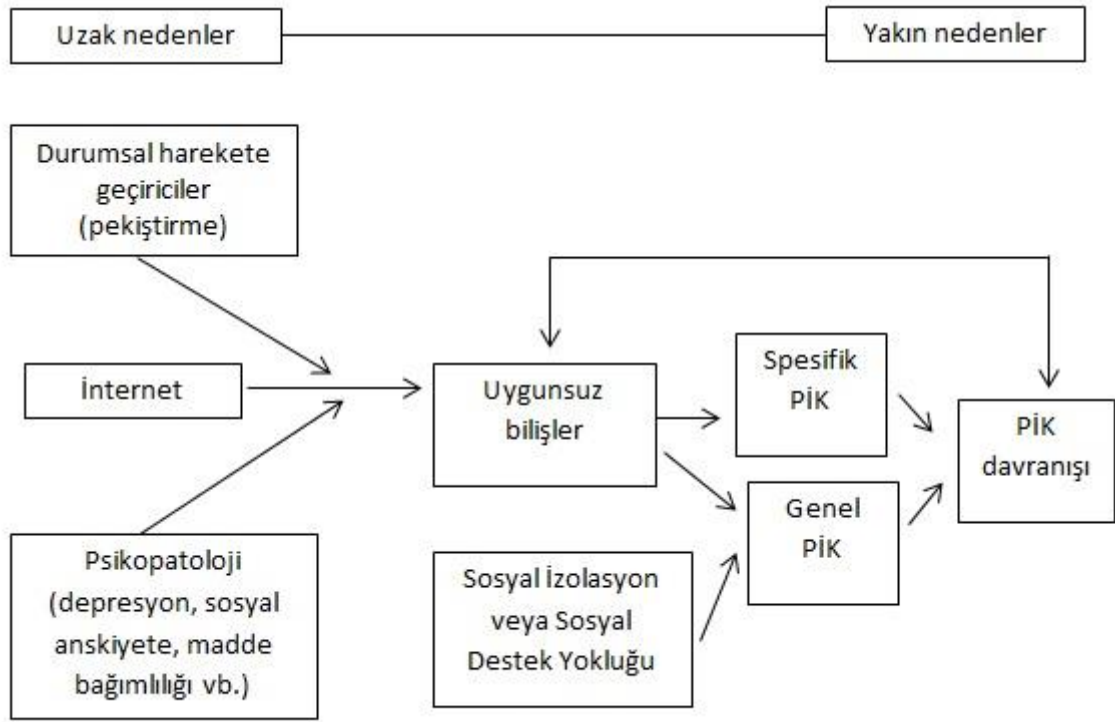 Uzak nedenler
Yakın nedenler
Durumsal harekete
geçiriciler
(pekiştirme)
İnternet
Uygunsuz
bilişler
Spesifik
PİK
PİK
davranışı
Genel
PİK
Psikopatoloji
(depresyon, sosyal
anskiyete, madde
bağımlılığı vb.)
Sosyal İzolasyon
veya Sosyal
Destek Yokluğu